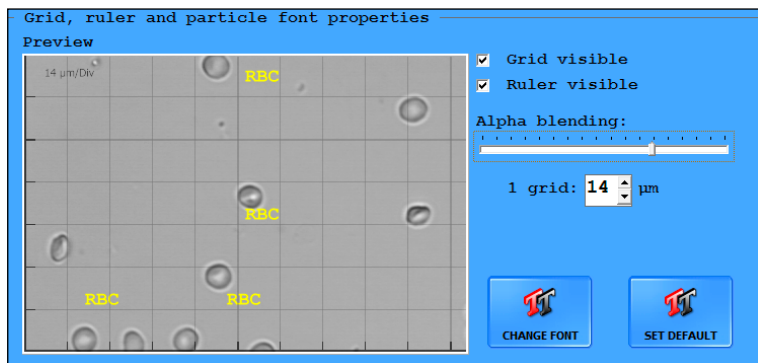 Grid, ruler and particle font properties
Preview
14 µm/Div
RBC
RBC
RBC
RBC
Grid visible
Ruler visible
Alpha blending:
1 grid: 14 µm
CHANGE FONT
SET DEFAULT